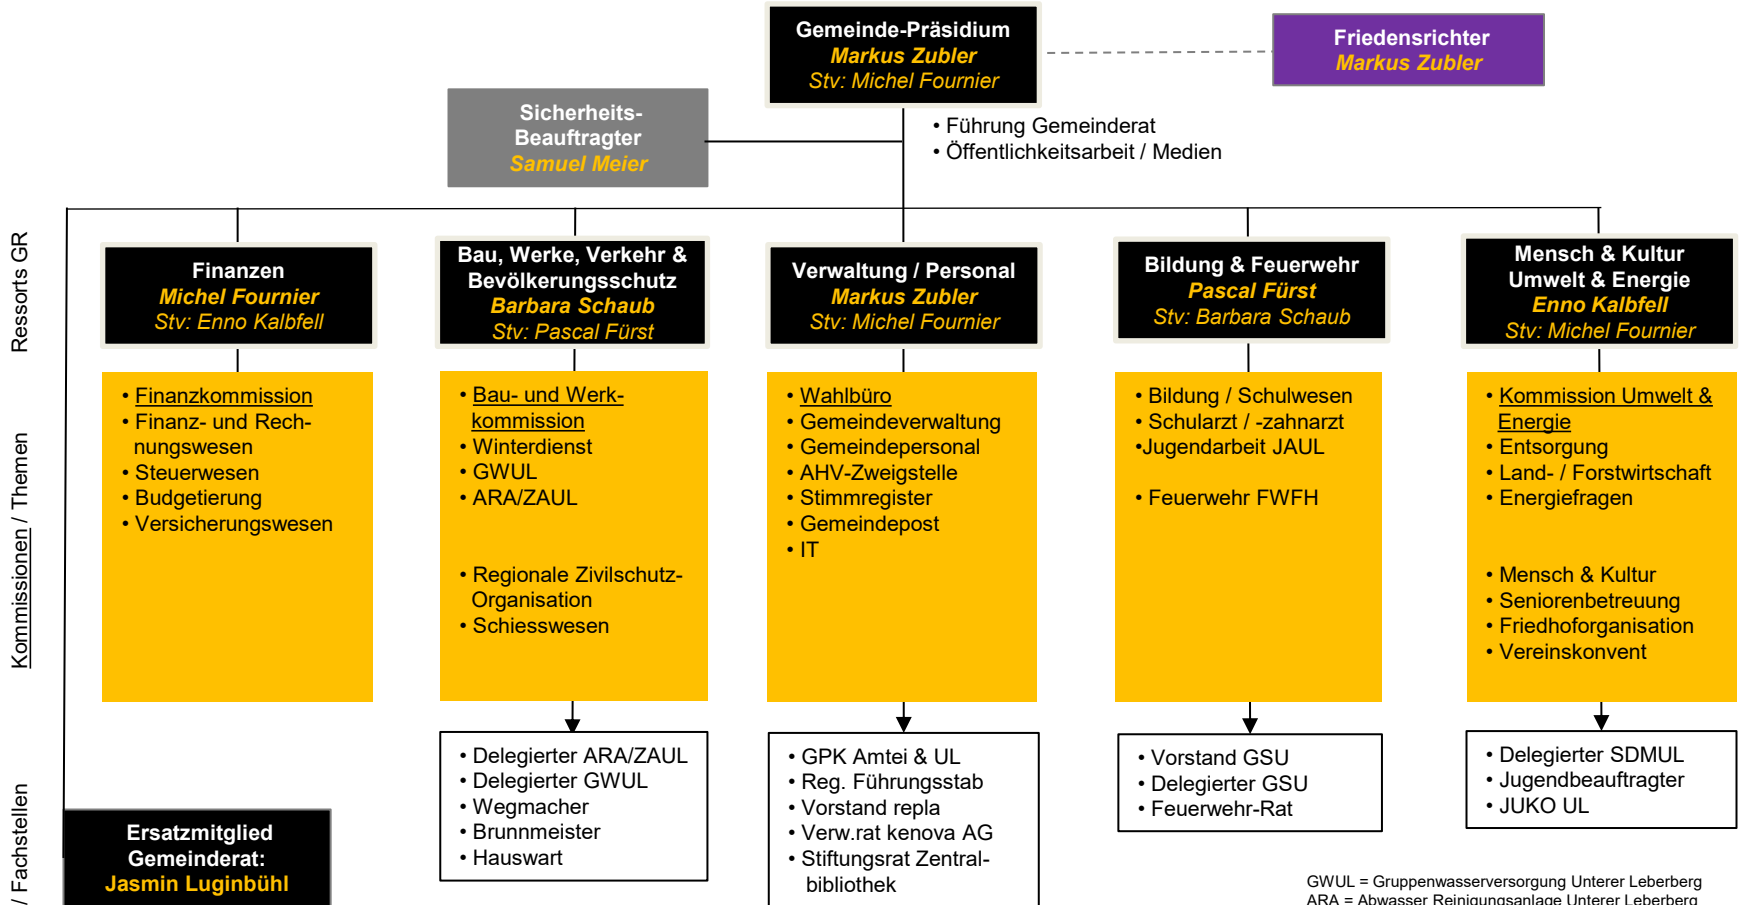 Gemeinde-Präsidium
Markus Zubler
Stv: Michel Fournier
Friedensrichter
Markus Zubler
Sicherheits-
Beauftragter
Samuel Meier
• Führung Gemeinderat
• Öffentlichkeitsarbeit / Medien
Ressorts GR
Finanzen
Michel Fournier
Stv: Enno Kalbfell
Bau, Werke, Verkehr &
Bevölkerungsschutz
Barbara Schaub
Stv: Pascal Fürst
Verwaltung / Personal
Markus Zubler
Stv: Michel Fournier
Bildung & Feuerwehr
Pascal Fürst
Stv: Barbara Schaub
Mensch & Kultur
Umwelt & Energie
Enno Kalbfell
Stv: Michel Fournier
Kommissionen / Themen
• Finanzkommission
• Finanz- und Rech-
nungswesen
• Steuerwesen
• Budgetierung
• Versicherungswesen
• Bau- und Werk-
kommission
• Winterdienst
• GWUL
• ARA/ZAUL
• Regionale Zivilschutz-
Organisation
• Schiesswesen
• Wahlbüro
• Gemeindeverwaltung
• Gemeindepersonal
• AHV-Zweigstelle
• Stimmregister
• Gemeindepost
• IT
• Bildung / Schulwesen
• Schularzt / -zahnarzt
•Jugendarbeit JAUL
• Feuerwehr FWFH
• Kommission Umwelt &
Energie
• Entsorgung
• Land- / Forstwirtschaft
• Energiefragen
• Mensch & Kultur
• Seniorenbetreuung
• Friedhoforganisation
• Vereinskonvent
/ Fachstellen
Ersatzmitglied
Gemeinderat:
Jasmin Luginbühl
• Delegierter ARA/ZAUL
• Delegierter GWUL
• Wegmacher
• Brunnmeister
• Hauswart
• GPK Amtei & UL
• Reg. Führungsstab
• Vorstand repla
• Verw.rat kenova AG
• Stiftungsrat Zentral-
bibliothek
• Vorstand GSU
• Delegierter GSU
• Feuerwehr-Rat
• Delegierter SDMUL
• Jugendbeauftragter
• JUKO UL
GWUL = Gruppenwasserversorgung Unterer Leberberg
ARA = Abwasser Reinigungsanlage Unterer Leberberg